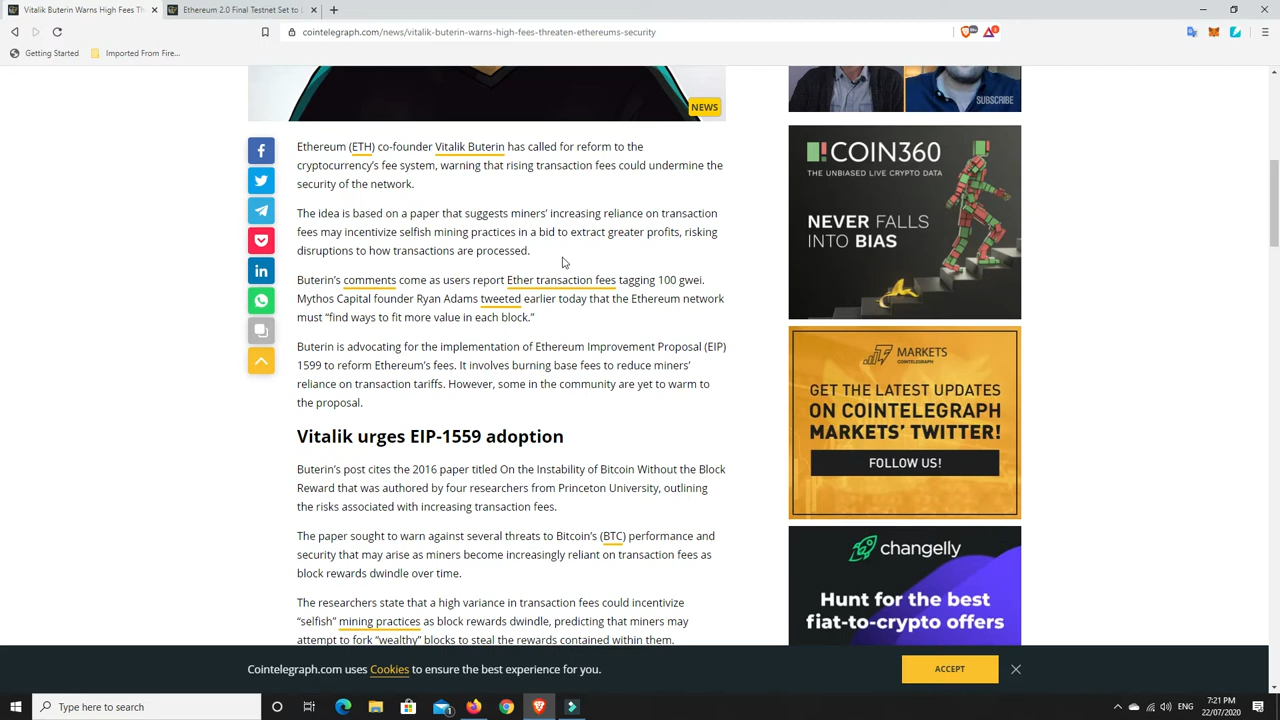 Vitalik Buterin Warns High Fees Th
Ethereum 2.0 Final Testnet Set to L
cointelegraph.com/news/vitalik-buterin-warns-high-fees-threaten-ethereums-security
Getting Started
Imported From Fire...
NEWS
SUBSCRIBE
Ethereum (ETH) co-founder Vitalik Buterin has called for reform to the
cryptocurrency's fee system, warning that rising transaction fees could undermine the
security of the network.
The idea is based on a paper that suggests miners' increasing reliance on transaction
fees may incentivize selfish mining practices in a bid to extract greater profits, risking
disruptions to how transactions are processed.
Buterin's comments come as users report Ether transaction fees tagging 100 gwei.
Mythos Capital founder Ryan Adams tweeted earlier today that the Ethereum network
must “find ways to fit more value in each block.”
Buterin is advocating for the implementation of Ethereum Improvement Proposal (EIP)
1599 to reform Ethereum's fees. It involves burning base fees to reduce miners'
reliance on transaction tariffs. However, some in the community are yet to warm to
the proposal.
Vitalik urges EIP-1559 adoption
Buterin's post cites the 2016 paper titled On the Instability of Bitcoin Without the Block
Reward that was authored by four researchers from Princeton University, outlining
the risks associated with increasing transaction fees.
The paper sought to warn against several threats to Bitcoin's (BTC) performance and
security that may arise as miners become increasingly reliant on transaction fees as
block rewards dwindle over time.
The researchers state that a high variance in transaction fees could incentivize
“selfish” mining practices as block rewards dwindle, predicting that miners may
attempt to fork “wealthy” blocks to steal the rewards contained within them.
COIN360
THE UNBIASED LIVE CRYPTO DATA
NEVER FALLS
INTO BIAS
MARKETS
COINTELEGRAPH
GET THE LATEST UPDATES
ON COINTELEGRAPH
MARKETS' TWITTER!
FOLLOW US!
changelly
Hunt for the best
fiat-to-crypto offers
Cointelegraph.com uses Cookies to ensure the best experience for you.
ACCEPT
Type here to search
ENG
7:21 PM
22/07/2020